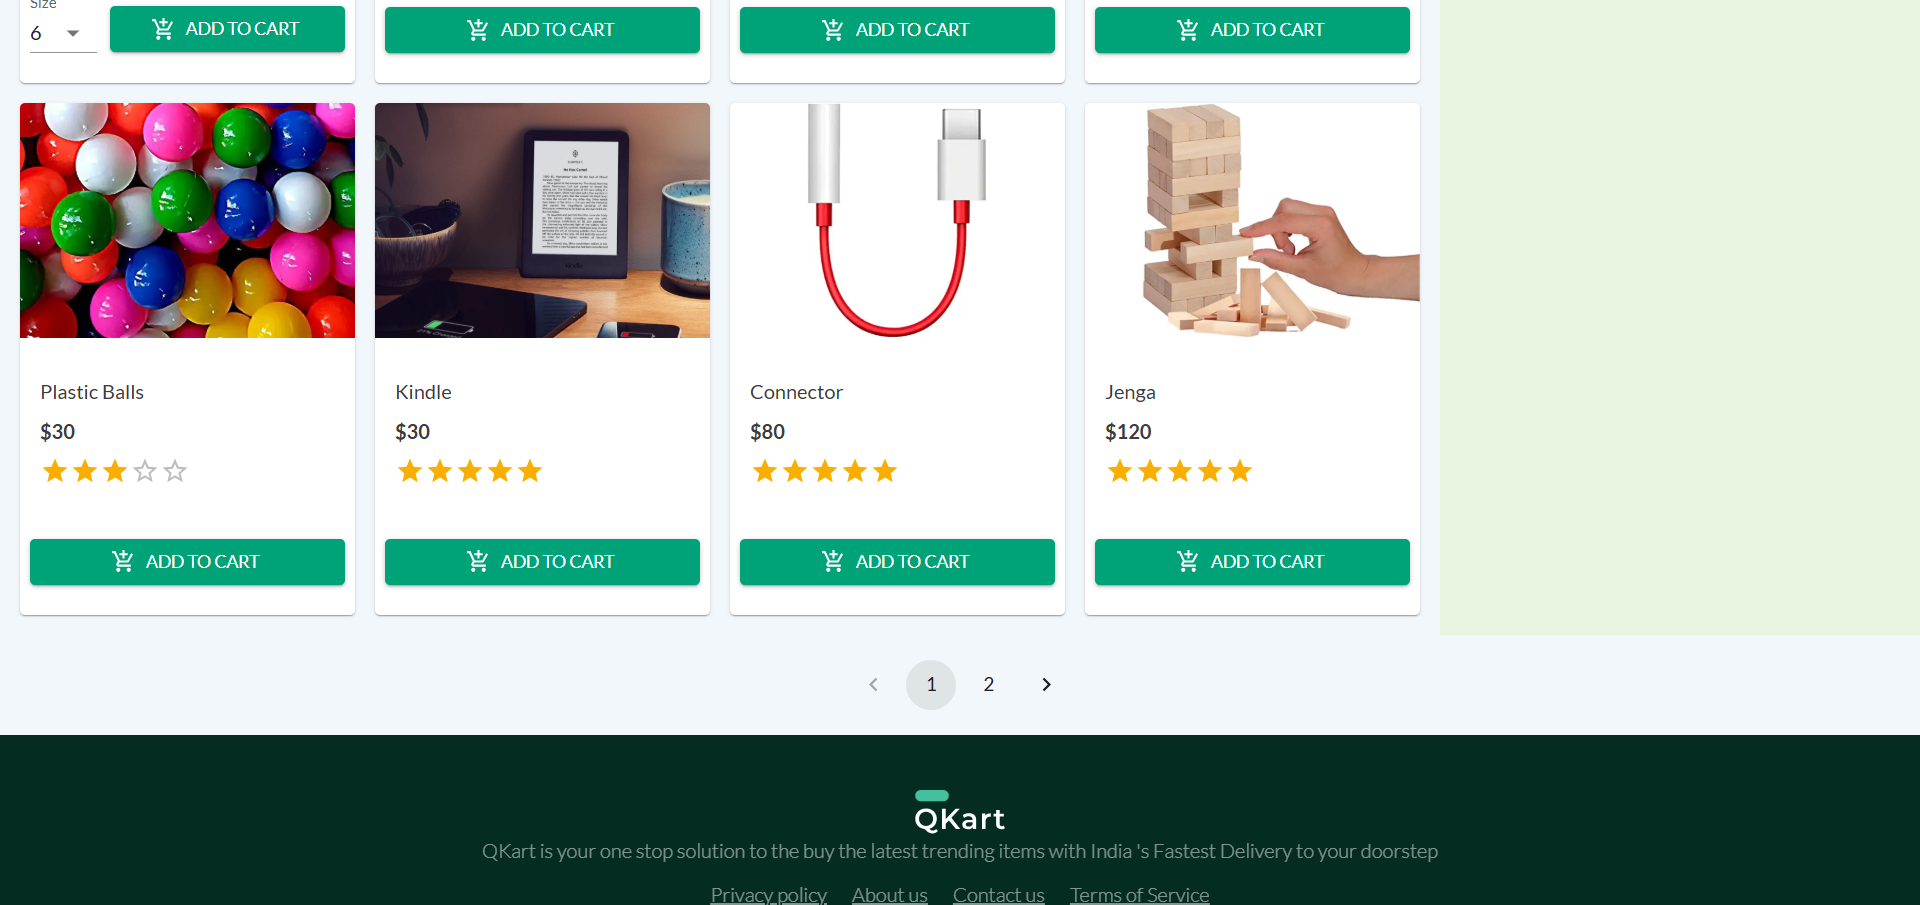 Size
6
ADD TO CART
ADD TO CART
ADD TO CART
ADD TO CART
kindle
Plastic Balls
$30
ADD TO CART
Kindle
$30
ADD TO CART
Connector
$80
ADD TO CART
Jenga
$120
ADD TO CART
1 2
QKart
QKart is your one stop solution to the buy the latest trending items with India 's Fastest Delivery to your doorstep
Privacy policy About us Contact us Terms of Service